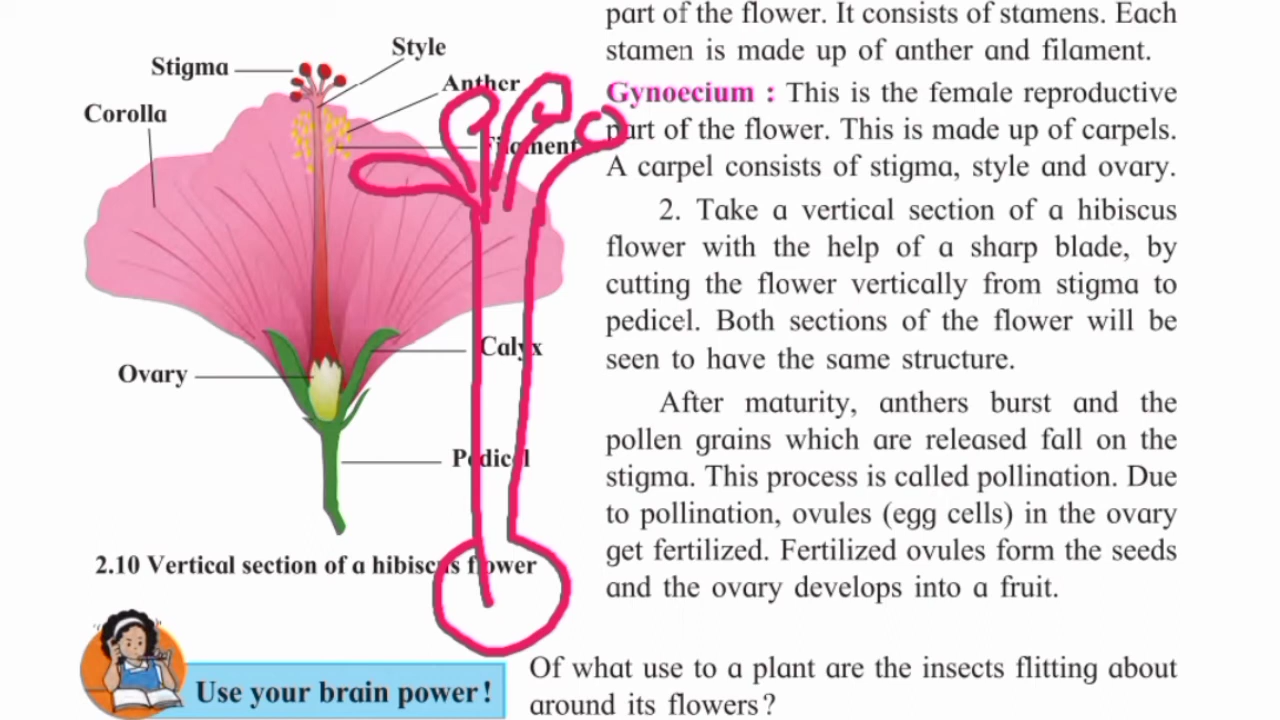 Stigma
Style
Anther
Corolla
Filament
Ovary
Calyx
Pedicel
2.10 Vertical section of a hibiscus flower
part of the flower. It consists of stamens. Each
stamen is made up of anther and filament.
Gynoecium : This is the female reproductive
part of the flower. This is made up of carpels.
A carpel consists of stigma, style and ovary.
2. Take a vertical section of a hibiscus
flower with the help of a sharp blade, by
cutting the flower vertically from stigma to
pedicel. Both sections of the flower will be
seen to have the same structure.
After maturity, anthers burst and the
pollen grains which are released fall on the
stigma. This process is called pollination. Due
to pollination, ovules (egg cells) in the ovary
get fertilized. Fertilized ovules form the seeds
and the ovary develops into a fruit.
Use your brain power!
Of what use to a plant are the insects flitting about
around its flowers?